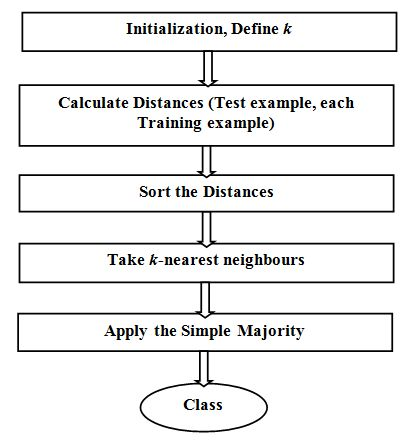 Initialization, Define k
Calculate Distances (Test example, each
Training example)
Sort the Distances
Take k-nearest neighbours
Apply the Simple Majority
Class